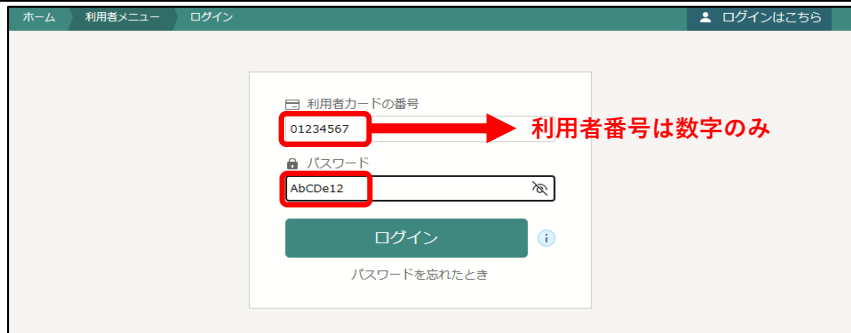 ホーム 利用者メニュー ログイン ログインはこちら
利用者カードの番号
01234567 利用者番号は数字のみ
パスワード
AbCDe12
ログイン i
パスワードを忘れたとき